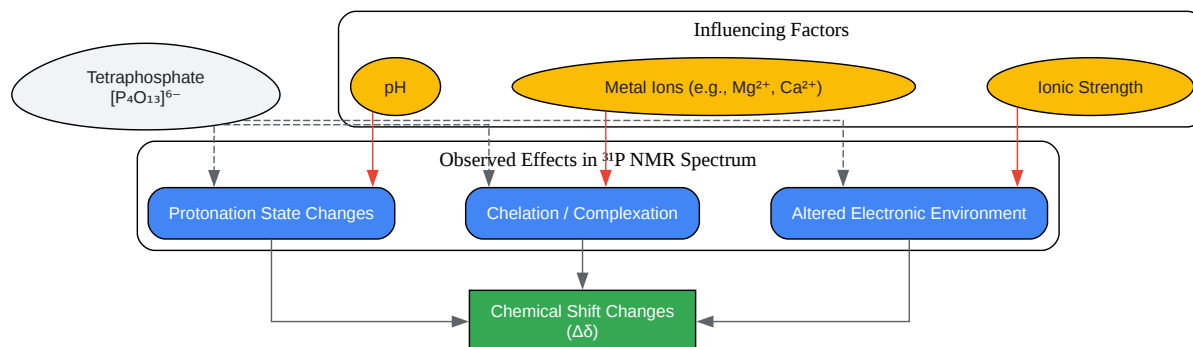 Influencing Factors
Tetraphosphate
[P₄O₁₃]⁶⁻
pH
Metal Ions (e.g., Mg²⁺, Ca²⁺)
Ionic Strength
Observed Effects in ³¹P NMR Spectrum
Protonation State Changes
Chelation / Complexation
Altered Electronic Environment
Chemical Shift Changes
(Δδ)